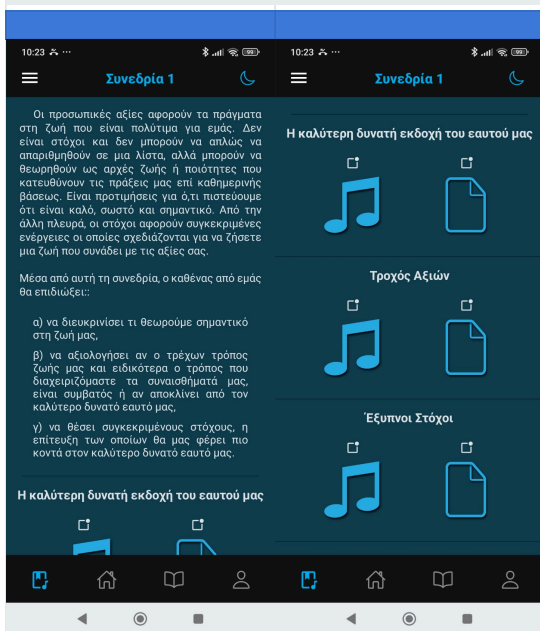 10:23 ...
99
Συνεδρία 1
Οι προσωπικές αξίες αφορούν τα πράγματα
στη ζωή που είναι πολύτιμα για εμάς. Δεν
είναι στόχοι και δεν μπορούν να απλώς να
απαριθμηθούν σε μια λίστα, αλλά μπορούν να
θεωρηθούν ως αρχές ζωής ή ποιότητες που
κατευθύνουν τις πράξεις μας επί καθημερινής
βάσεως. Είναι προτιμήσεις για ό,τι πιστεύουμε
ότι είναι καλό, σωστό και σημαντικό. Από την
άλλη πλευρά, οι στόχοι αφορούν συγκεκριμένες
ενέργειες οι οποίες σχεδιάζονται για να ζήσετε
μια ζωή που συνάδει με τις αξίες σας.
Μέσα από αυτή τη συνεδρία, ο καθένας από εμάς
θα επιδιώξει::
α) να διευκρινίσει τι θεωρούμε σημαντικό
στη ζωή μας,
β) να αξιολογήσει αν ο τρέχων τρόπος
ζωής μας και ειδικότερα ο τρόπος που
διαχειριζόμαστε τα συναισθήματά μας,
είναι συμβατός ή αν αποκλίνει από τον
καλύτερο δυνατό εαυτό μας,
γ) να θέσει συγκεκριμένους στόχους, η
επίτευξη των οποίων θα μας φέρει πιο
κοντά στον καλύτερο δυνατό εαυτό μας.
Η καλύτερη δυνατή εκδοχή του εαυτού μας
10:23 ...
99
Συνεδρία 1
Η καλύτερη δυνατή εκδοχή του εαυτού μας
Τροχός Αξιών
Έξυπνοι Στόχοι